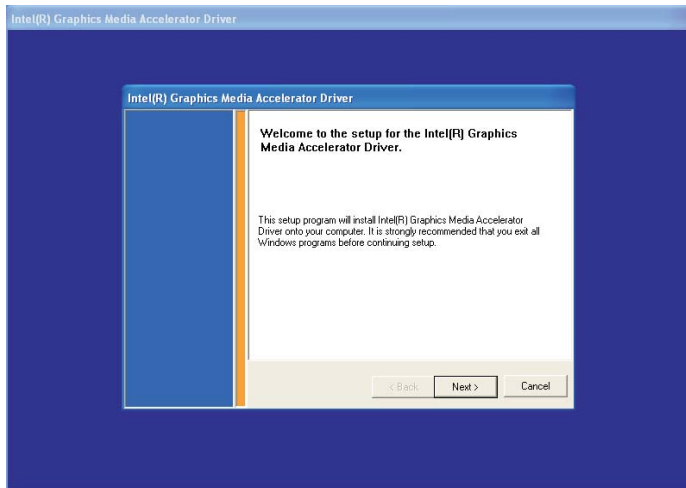 Intel(R) Graphics Media Accelerator Driver
Intel(R) Graphics Media Accelerator Driver
Welcome to the setup for the Intel(R) Graphics
Media Accelerator Driver.
This setup program will install Intel(R) Graphics Media Accelerator
Driver onto your computer. It is strongly recommended that you exit all
Windows programs before continuing setup.
< Back
Next >
Cancel